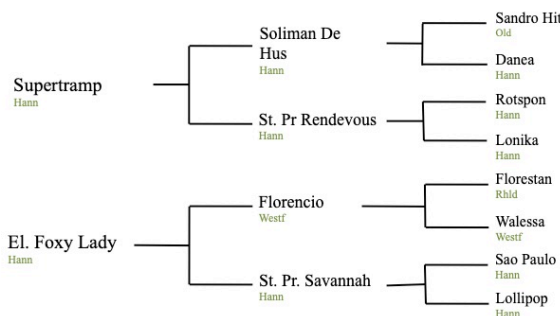 Supertramp
Hann
Soliman De
Hus
Hann
Sandro Hit
Old
Danea
Hann
St. Pr Rendevous
Hann
Rotspon
Hann
Lonika
Hann
El. Foxy Lady
Hann
Florencio
Westf
Florestan
Rhld
Walessa
Westf
St. Pr. Savannah
Hann
Sao Paulo
Hann
Lollipop
Hann